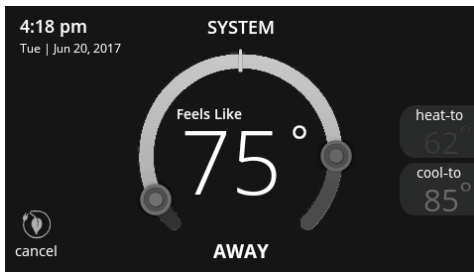 4:18 pm
Tue | Jun 20, 2017
SYSTEM
Feels Like
75°
heat-to
62°
cool-to
85°
cancel
AWAY